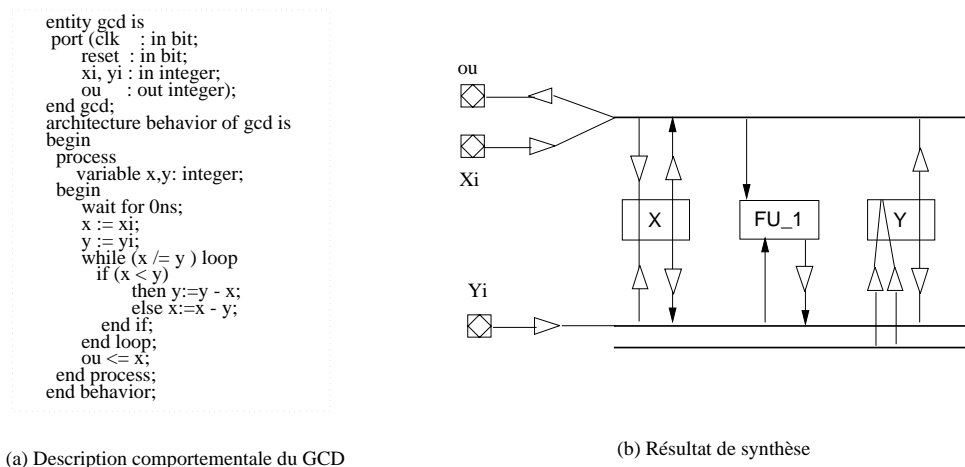 entity gcd is
port (clk : in bit;
reset : in bit;
xi, yi : in integer;
ou : out integer);
end gcd;
architecture behavior of gcd is
begin
process
variable x,y: integer;
begin
wait for 0ns;
x := xi;
y := yi;
while (x /= y ) loop
if (x < y)
then y:=y - x;
else x:=x - y;
end if;
end loop;
ou <= x;
end process;
end behavior;
(a) Description comportementale du GCD
ou
Xi
X
FU_1
Y
Yi
(b) Résultat de synthèse